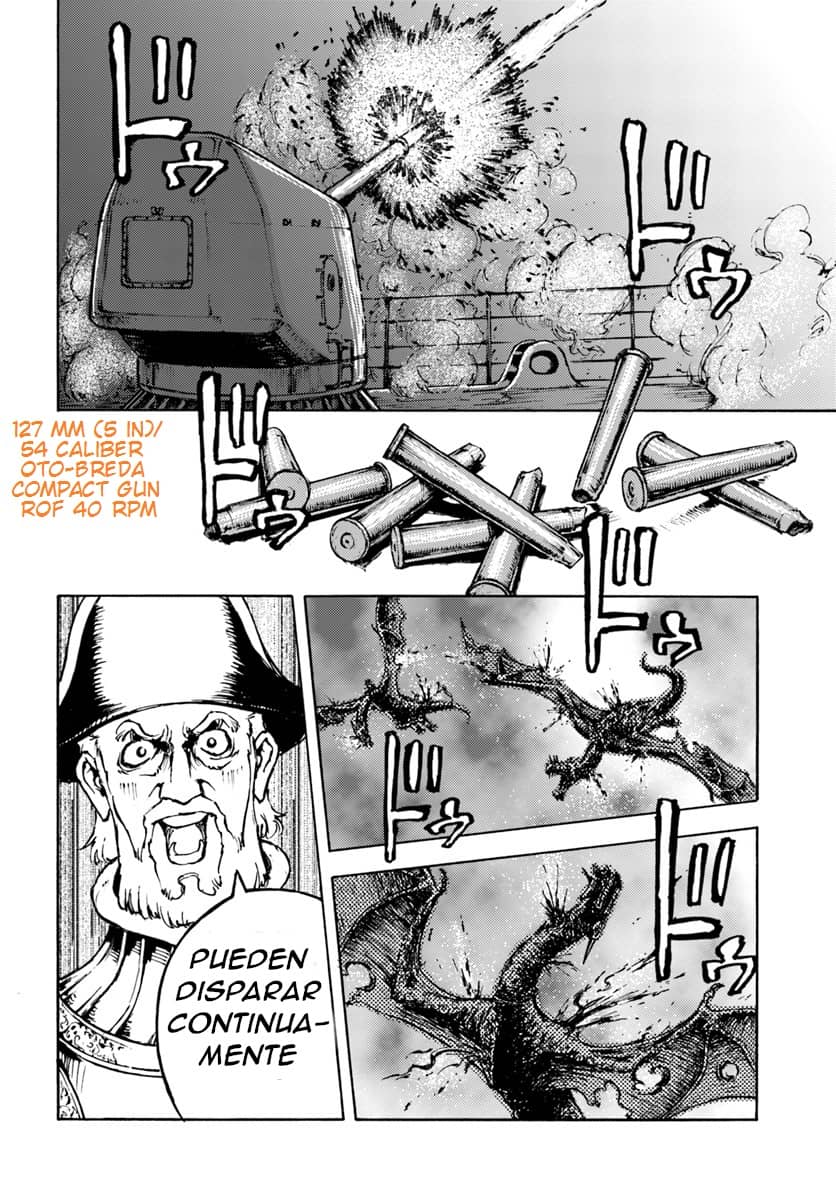 ドゥ
ドゥ
127 MM (5 IN)/
54 CALIBER
OTO-BREDA
COMPACT GUN
ROF 40 RPM
ドゥ
ドゥ
ドゥ
ドゥ
PUEDEN
DISPARAR
CONTINUA-
MENTE